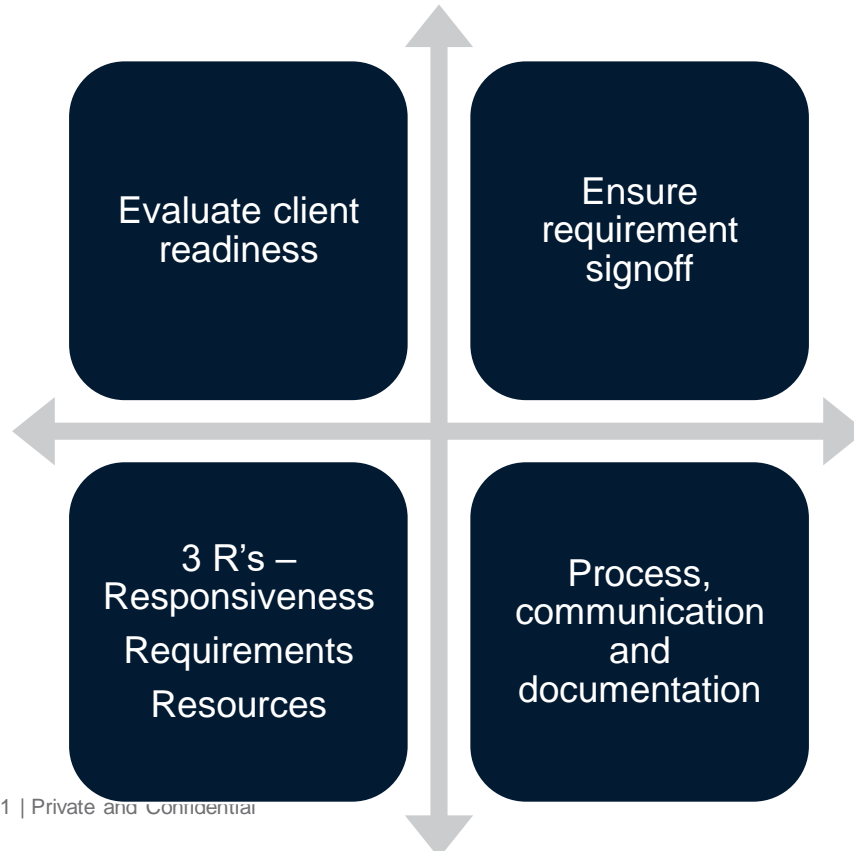 Evaluate client
readiness
Ensure
requirement
signoff
3 R’s –
Responsiveness
Requirements
Resources
Process,
communication
and
documentation
1 | Private and Confidential